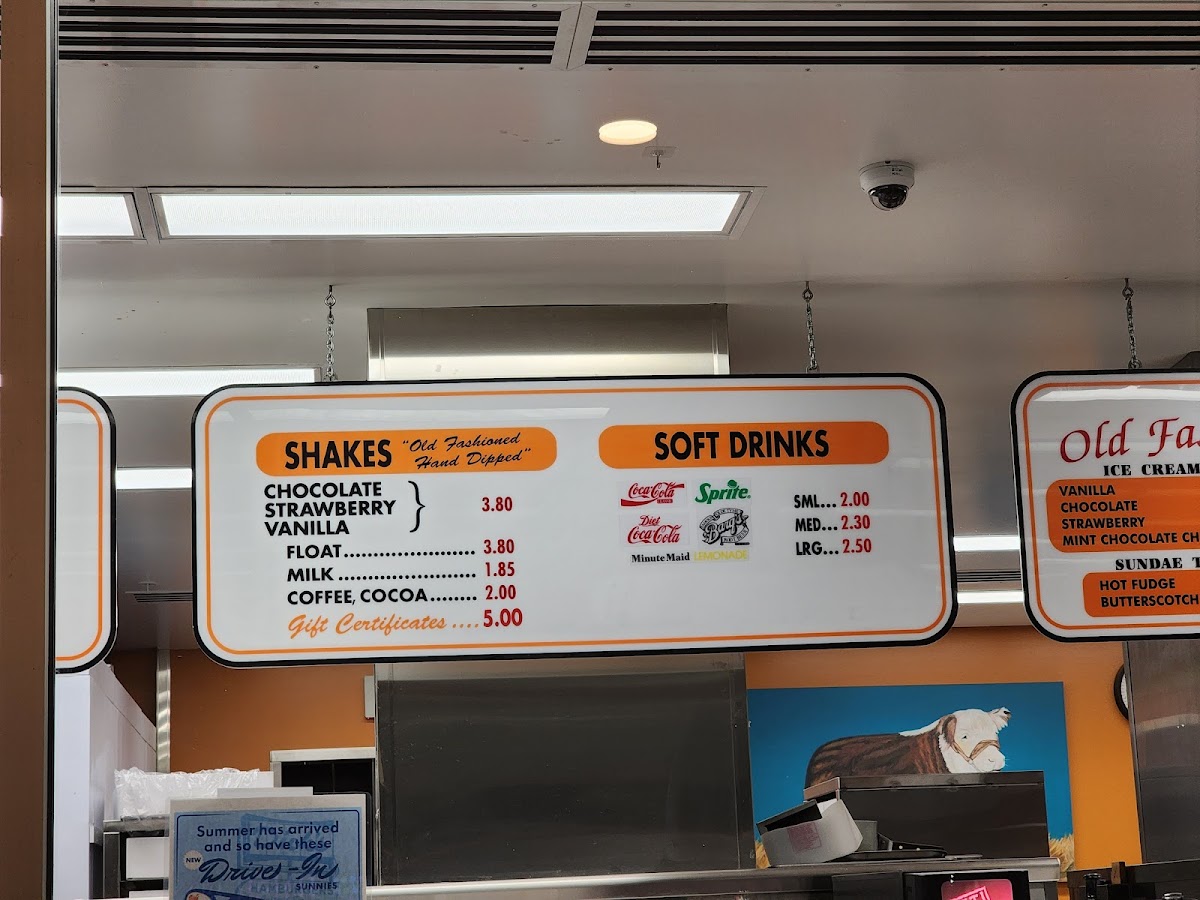 SHAKES "Old Fashioned
Hand Dipped"
CHOCOLATE
STRAWBERRY } 3.80
VANILLA
FLOAT...................... 3.80
MILK ....................... 1.85
COFFEE, COCOA........ 2.00
Gift Certificates .... 5.00
SOFT DRINKS
Coca-Cola
Sprite
Diet
Coca-Cola
Barq's
Minute Maid LEMONADE
SML... 2.00
MED... 2.30
LRG... 2.50
Old Fas
ICE CREAM
VANILLA
CHOCOLATE
STRAWBERRY
MINT CHOCOLATE CH
SUNDAE T
HOT FUDGE
BUTTERSCOTCH
Summer has arrived
and so have these
NEW
Drives-In
SUNNIES